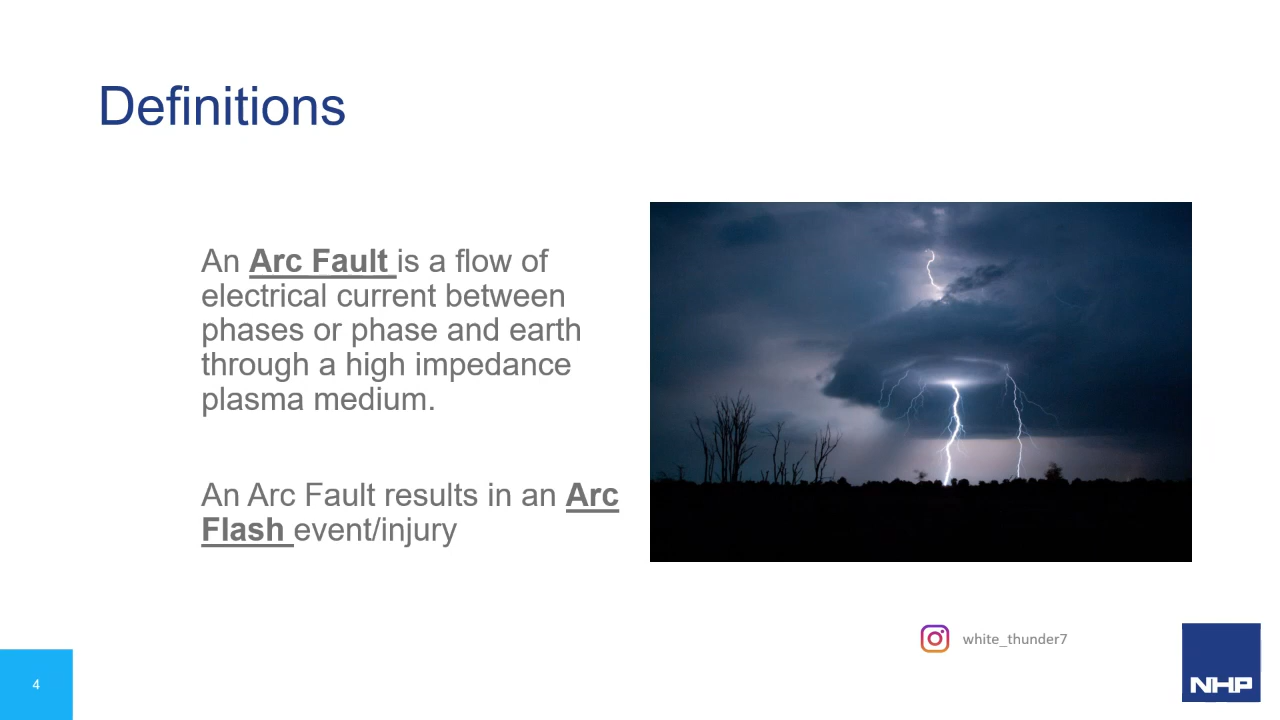 Definitions
An Arc Fault is a flow of
electrical current between
phases or phase and earth
through a high impedance
plasma medium.
An Arc Fault results in an Arc
Flash event/injury
white_thunder7
4
NHP